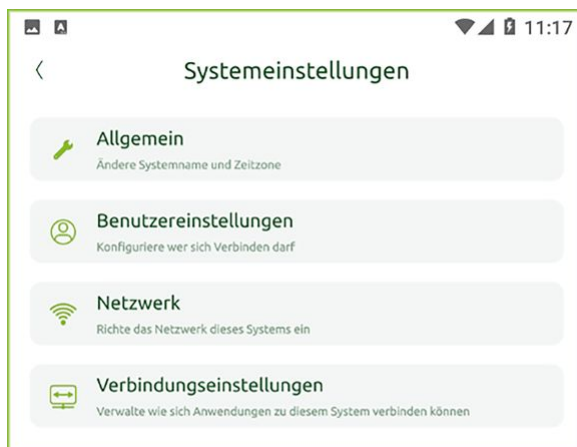 11:17
Systemeinstellungen
Allgemein
Ändere Systemname und Zeitzone
Benutzereinstellungen
Konfiguriere wer sich Verbinden darf
Netzwerk
Richte das Netzwerk dieses Systems ein
Verbindungseinstellungen
Verwalte wie sich Anwendungen zu diesem System verbinden können